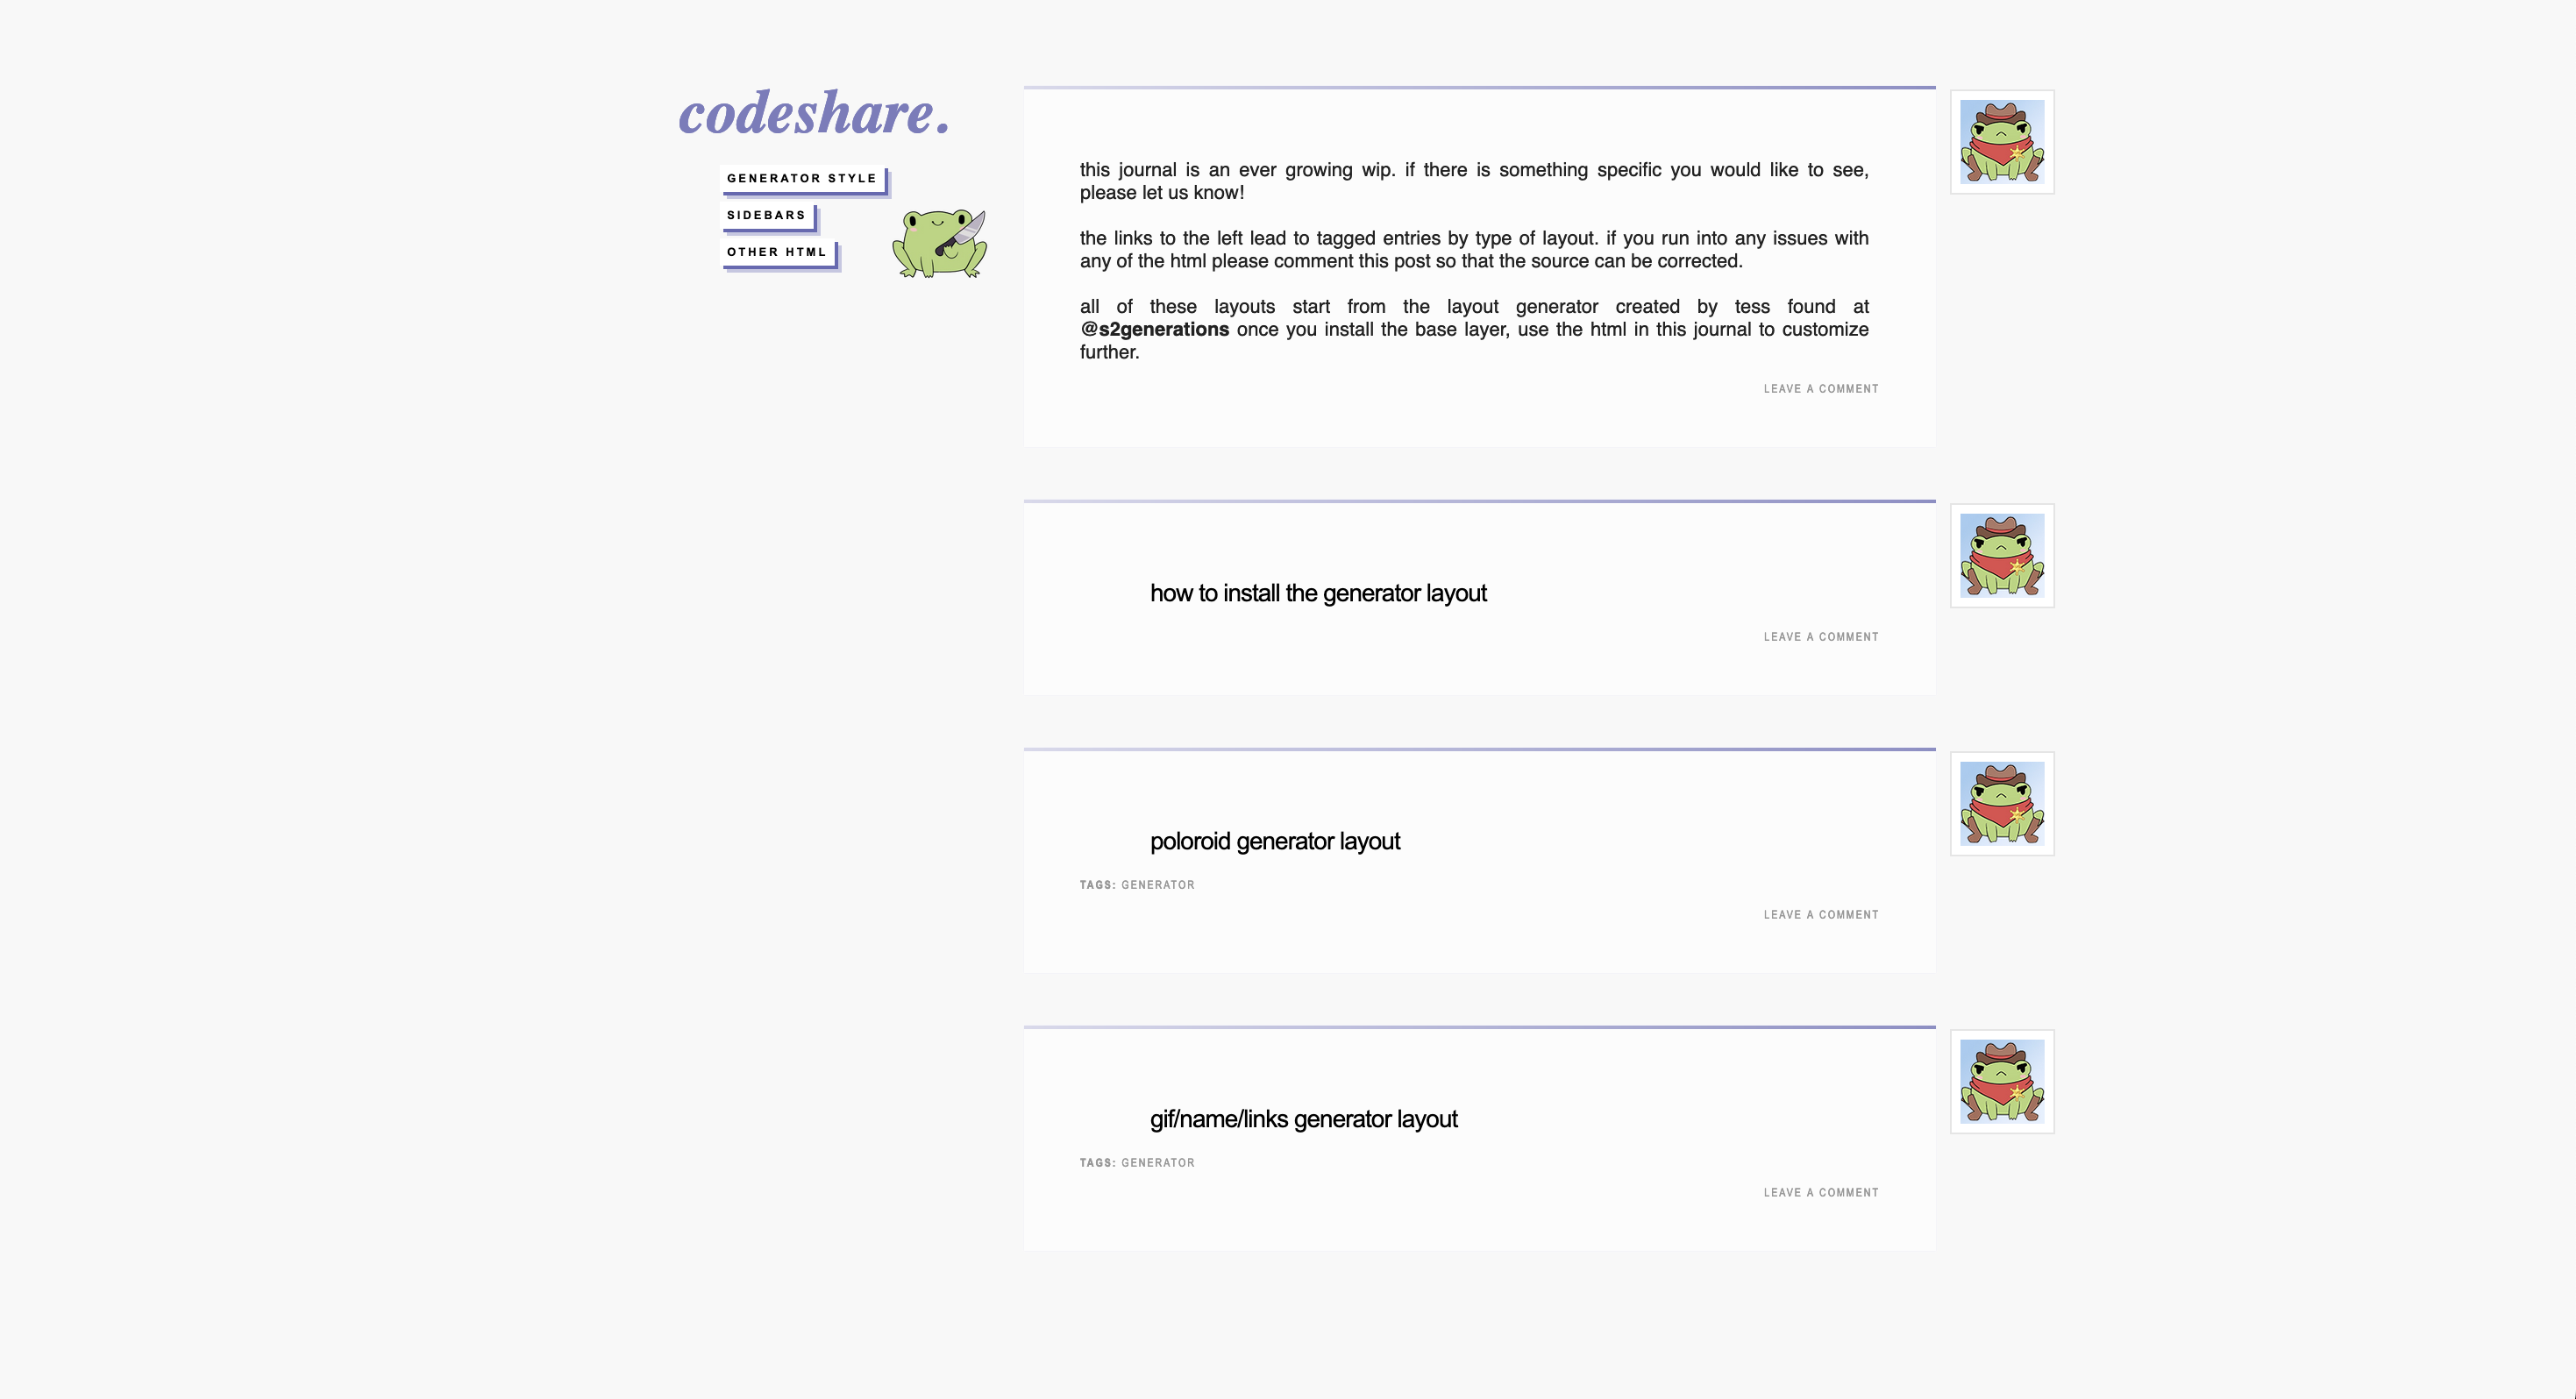 codeshare.
GENERATOR STYLE
SIDEBARS
OTHER HTML
this journal is an ever growing wip. if there is something specific you would like to see,
please let us know!
the links to the left lead to tagged entries by type of layout. if you run into any issues with
any of the html please comment this post so that the source can be corrected.
all of these layouts start from the layout generator created by tess found at
@s2generations once you install the base layer, use the html in this journal to customize
further.
LEAVE A COMMENT
how to install the generator layout
LEAVE A COMMENT
poloroid generator layout
TAGS: GENERATOR
LEAVE A COMMENT
gif/name/links generator layout
TAGS: GENERATOR
LEAVE A COMMENT